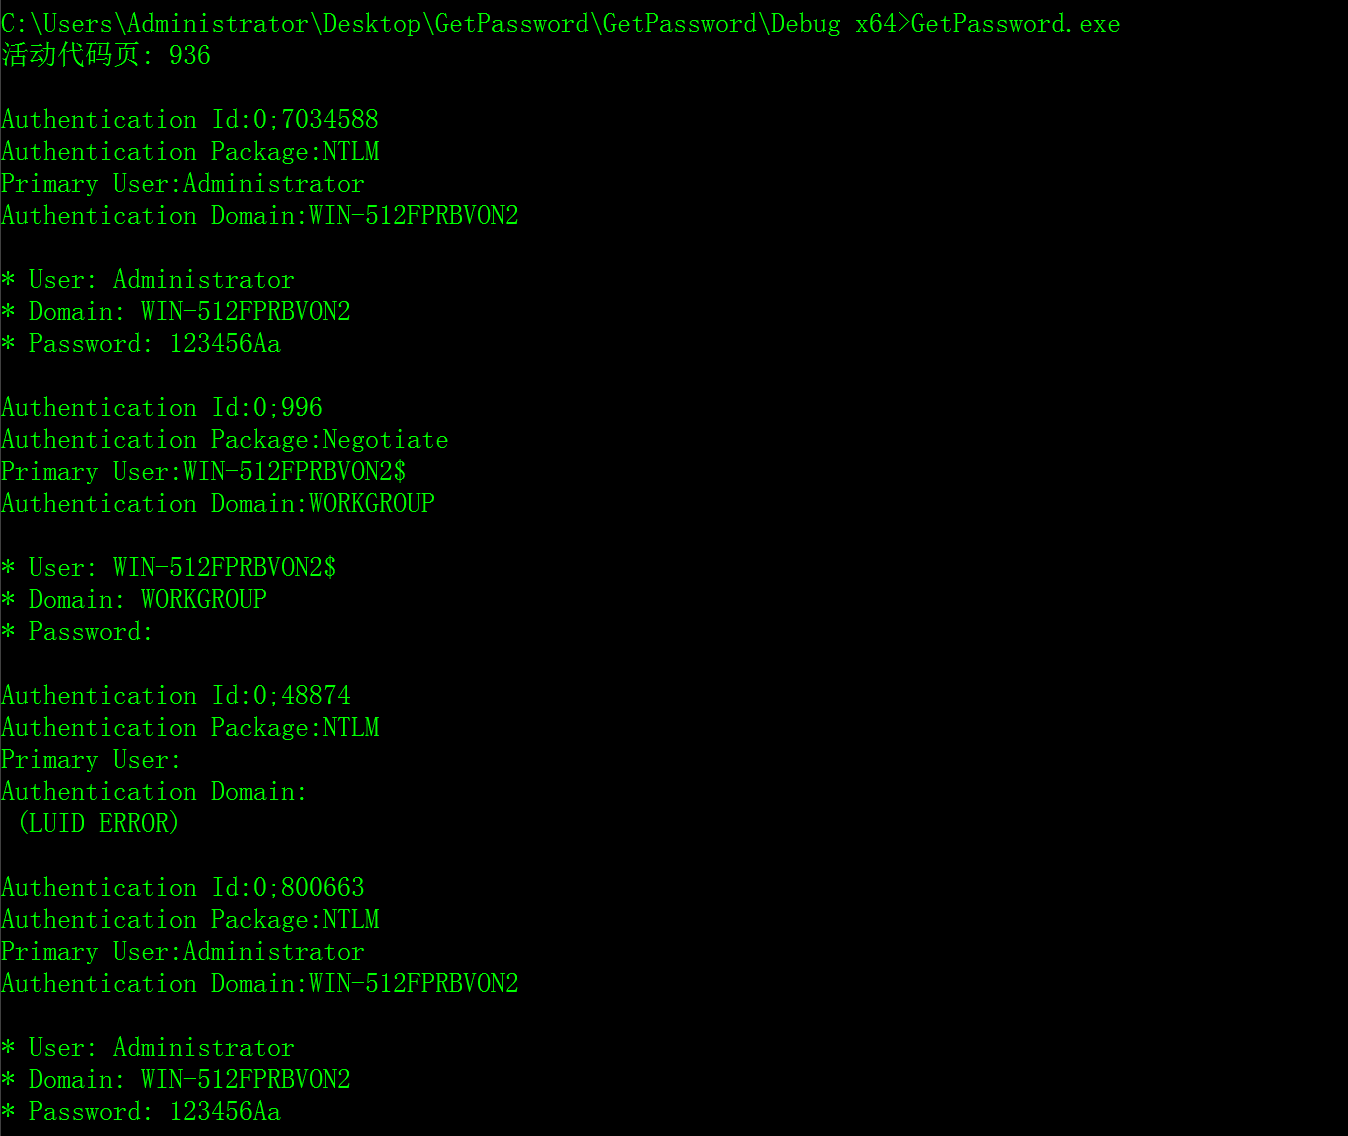 C:\Users\Administrator\Desktop\GetPassword\GetPassword\Debug x64>GetPassword.exe
活动代码页: 936
Authentication Id:0;7034588
Authentication Package:NTLM
Primary User:Administrator
Authentication Domain:WIN-512FPRBVON2
* User: Administrator
* Domain: WIN-512FPRBVON2
* Password: 123456Aa
Authentication Id:0;996
Authentication Package:Negotiate
Primary User:WIN-512FPRBVON2$
Authentication Domain:WORKGROUP
* User: WIN-512FPRBVON2$
* Domain: WORKGROUP
* Password:
Authentication Id:0;48874
Authentication Package:NTLM
Primary User:
Authentication Domain:
(LUID ERROR)
Authentication Id:0;800663
Authentication Package:NTLM
Primary User:Administrator
Authentication Domain:WIN-512FPRBVON2
* User: Administrator
* Domain: WIN-512FPRBVON2
* Password: 123456Aa